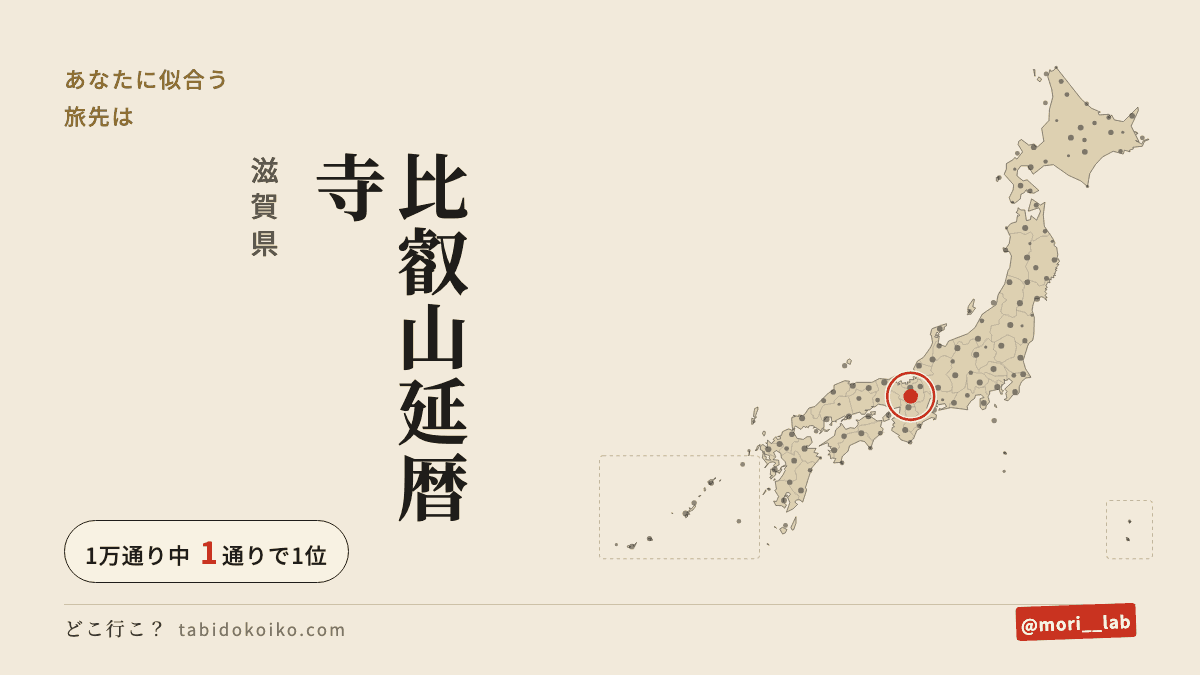 あなたに似合う
旅先は
比叡山延暦
寺
滋賀県
1万通り中 1通りで1位
どこ行こ？ tabidokoiko.com
@mori__lab